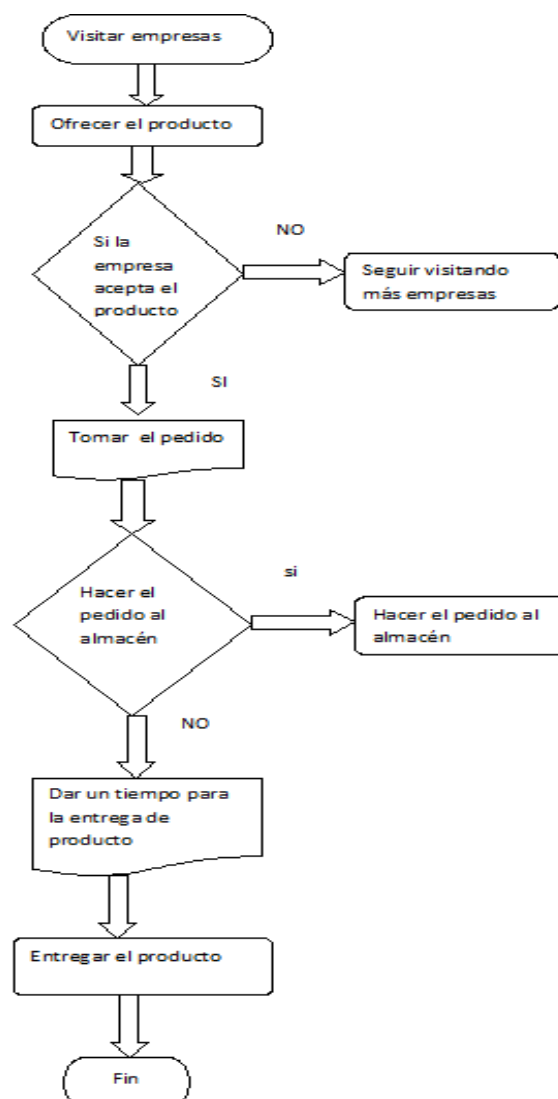 Visitar empresas
Ofrecer el producto
Si la
empresa
acepta el
producto
NO
Seguir visitando
más empresas
SI
Tomar el pedido
Hacer el
pedido al
almacén
si
Hacer el pedido al
almacén
NO
Dar un tiempo para
la entrega de
producto
Entregar el producto
Fin